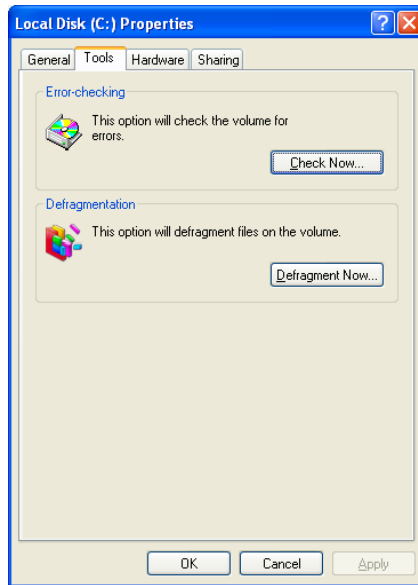 Local Disk (C:) Properties
General Tools Hardware Sharing
Error-checking
This option will check the volume for
errors.
Check Now...
Defragmentation
This option will defragment files on the volume.
Defragment Now...
OK Cancel Apply